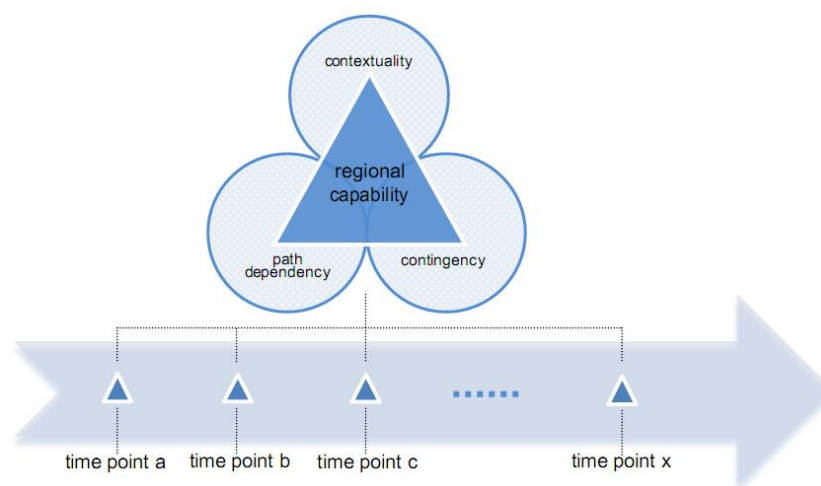 contextuality
regional
capability
path
dependency
contingency
time point a
time point b
time point c
time point x